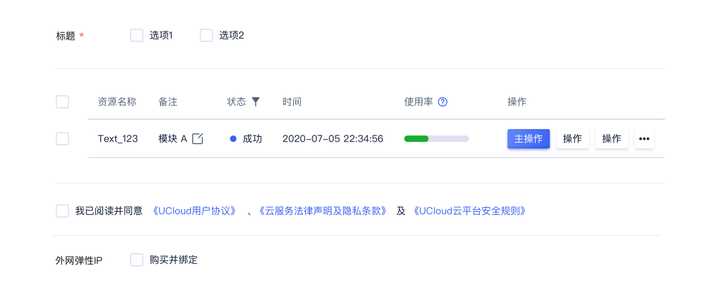 标题 * 选项1 选项2
资源名称 备注 状态 时间 使用率 操作
Text_123 模块 A 成功 2020-07-05 22:34:56 主操作 操作 操作
我已阅读并同意 《UCloud用户协议》 、《云服务法律声明及隐私条款》 及 《UCloud云平台安全规则》
外网弹性IP 购买并绑定